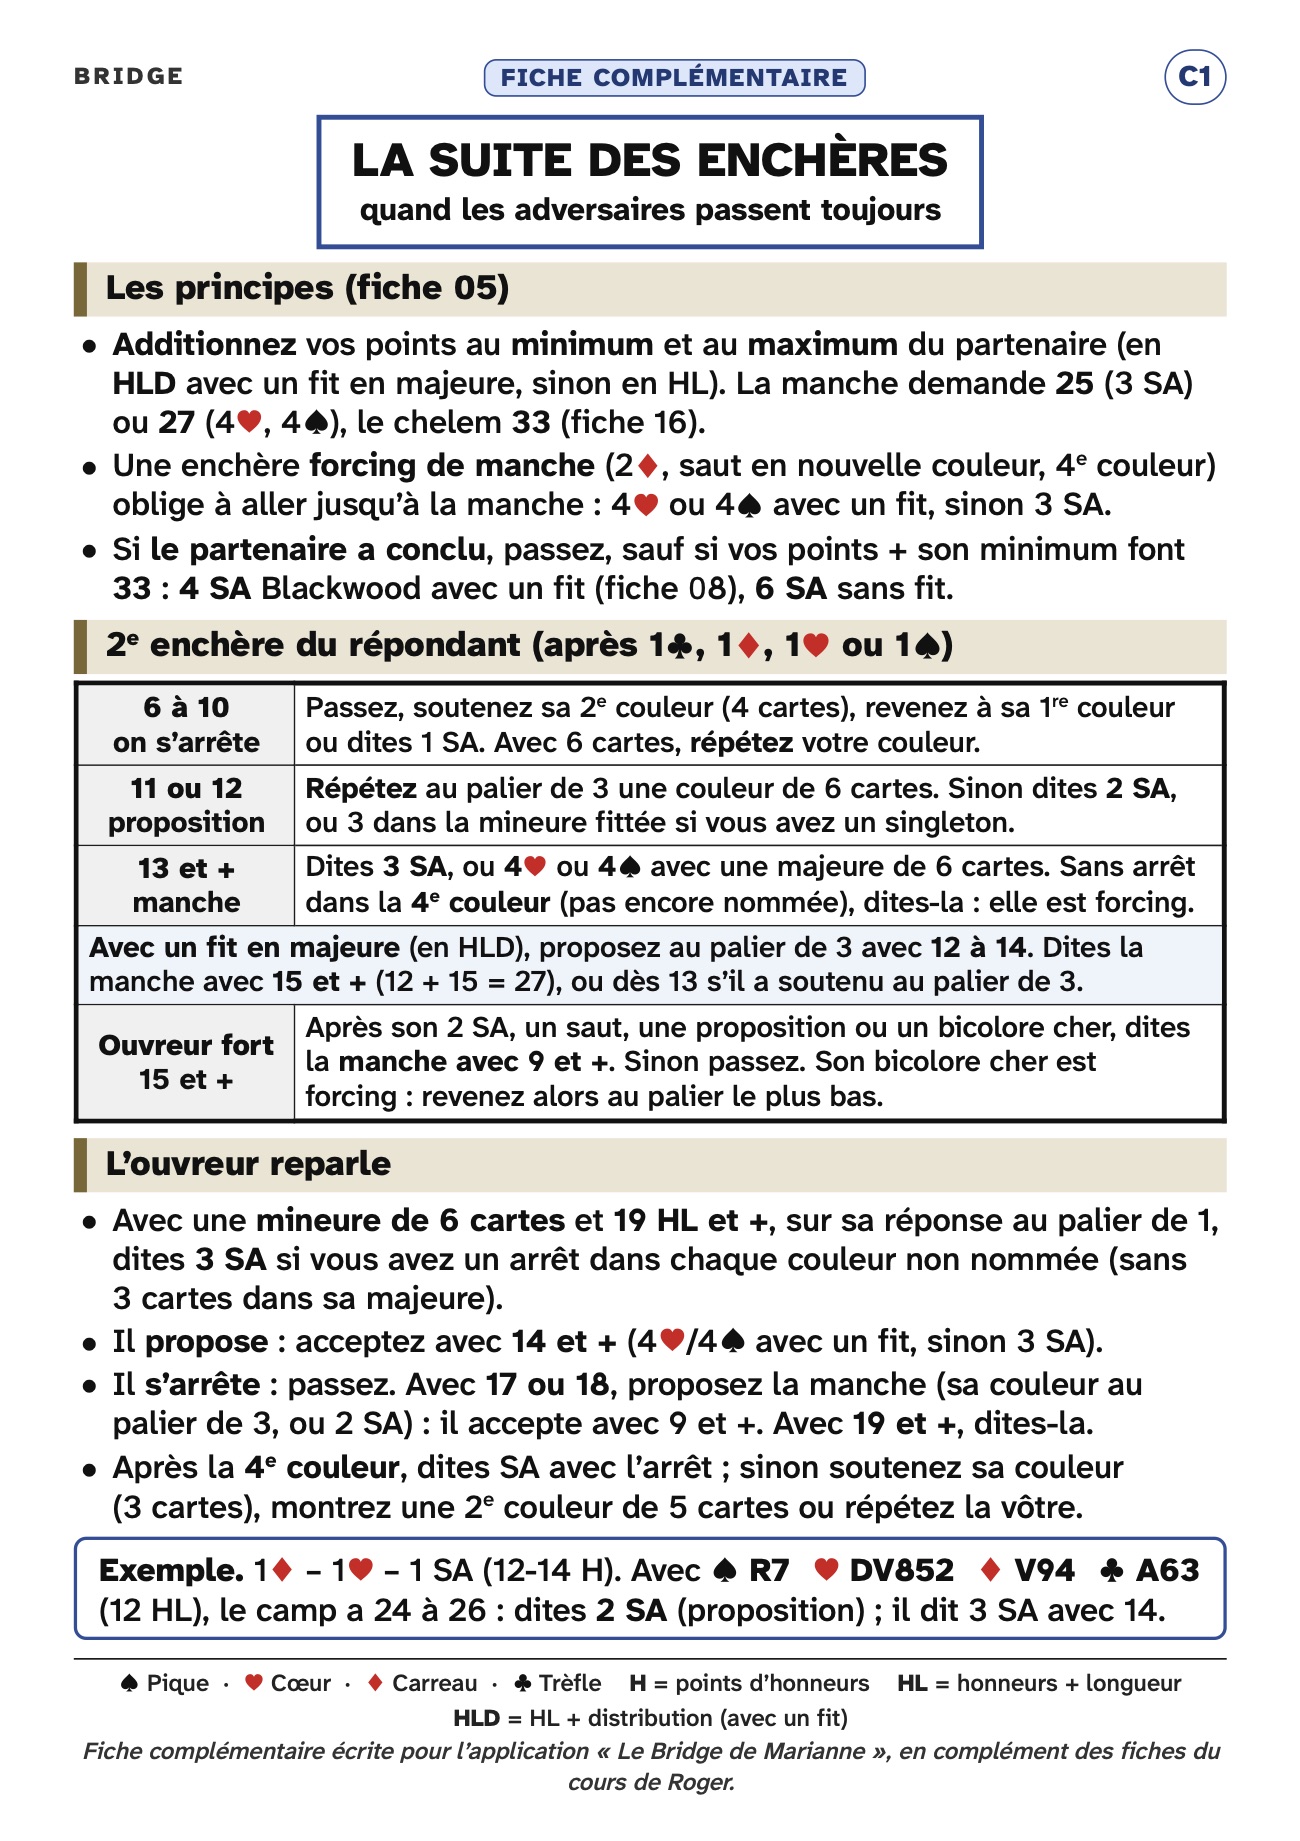 BRIDGE
FICHE COMPLÉMENTAIRE
C1
LA SUITE DES ENCHÈRES
quand les adversaires passent toujours
Les principes (fiche 05)
• Additionnez vos points au minimum et au maximum du partenaire (en
HLD avec un fit en majeure, sinon en HL). La manche demande 25 (3 SA)
ou 27 (4♥, 4♠), le chelem 33 (fiche 16).
• Une enchère forcing de manche (2♦, saut en nouvelle couleur, 4e couleur)
oblige à aller jusqu’à la manche : 4♥ ou 4♠ avec un fit, sinon 3 SA.
• Si le partenaire a conclu, passez, sauf si vos points + son minimum font
33 : 4 SA Blackwood avec un fit (fiche 08), 6 SA sans fit.
2e enchère du répondant (après 1♣, 1♦, 1♥ ou 1♠)
6 à 10
on s’arrête
Passez, soutenez sa 2e couleur (4 cartes), revenez à sa 1re couleur
ou dites 1 SA. Avec 6 cartes, répétez votre couleur.
11 ou 12
proposition
Répétez au palier de 3 une couleur de 6 cartes. Sinon dites 2 SA,
ou 3 dans la mineure fittée si vous avez un singleton.
13 et +
manche
Dites 3 SA, ou 4♥ ou 4♠ avec une majeure de 6 cartes. Sans arrêt
dans la 4e couleur (pas encore nommée), dites-la : elle est forcing.
Avec un fit en majeure (en HLD), proposez au palier de 3 avec 12 à 14. Dites la
manche avec 15 et + (12 + 15 = 27), ou dès 13 s’il a soutenu au palier de 3.
Ouvreur fort
15 et +
Après son 2 SA, un saut, une proposition ou un bicolore cher, dites
la manche avec 9 et +. Sinon passez. Son bicolore cher est
forcing : revenez alors au palier le plus bas.
L’ouvreur reparle
• Avec une mineure de 6 cartes et 19 HL et +, sur sa réponse au palier de 1,
dites 3 SA si vous avez un arrêt dans chaque couleur non nommée (sans
3 cartes dans sa majeure).
• Il propose : acceptez avec 14 et + (4♥/4♠ avec un fit, sinon 3 SA).
• Il s’arrête : passez. Avec 17 ou 18, proposez la manche (sa couleur au
palier de 3, ou 2 SA) : il accepte avec 9 et +. Avec 19 et +, dites-la.
• Après la 4e couleur, dites SA avec l’arrêt ; sinon soutenez sa couleur
(3 cartes), montrez une 2e couleur de 5 cartes ou répétez la vôtre.
Exemple. 1♦ – 1♥ – 1 SA (12-14 H). Avec ♠ R7 ♥ DV852 ♦ V94 ♣ A63
(12 HL), le camp a 24 à 26 : dites 2 SA (proposition) ; il dit 3 SA avec 14.
♠ Pique · ♥ Cœur · ♦ Carreau · ♣ Trèfle H = points d’honneurs HL = honneurs + longueur
HLD = HL + distribution (avec un fit)
Fiche complémentaire écrite pour l’application « Le Bridge de Marianne », en complément des fiches du
cours de Roger.